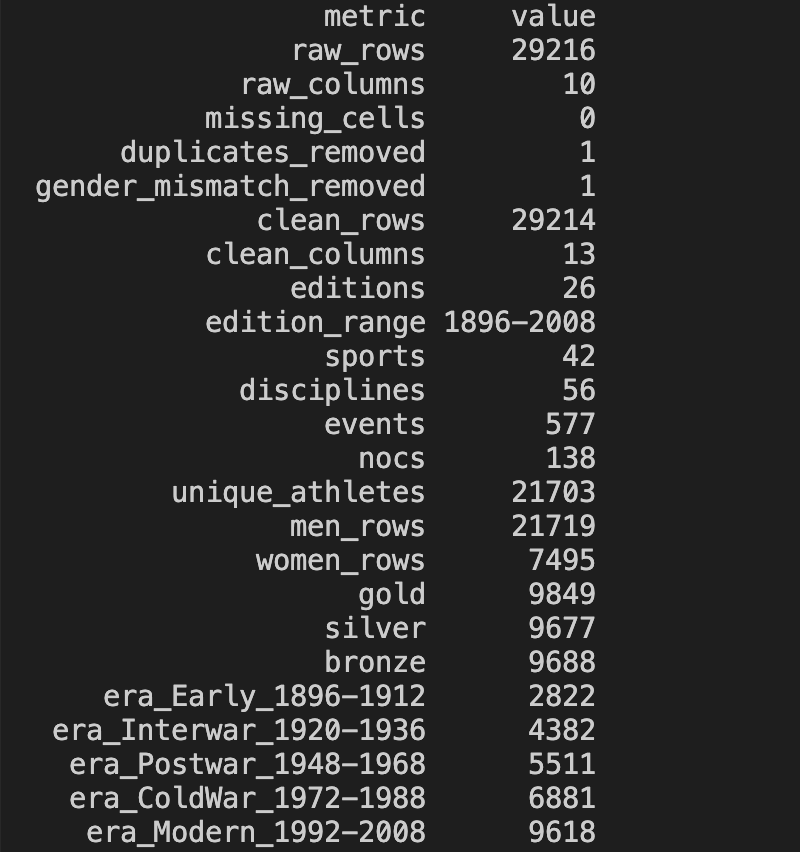 metric value
raw_rows 29216
raw_columns 10
missing_cells 0
duplicates_removed 1
gender_mismatch_removed 1
clean_rows 29214
clean_columns 13
editions 26
edition_range 1896-2008
sports 42
disciplines 56
events 577
nocs 138
unique_athletes 21703
men_rows 21719
women_rows 7495
gold 9849
silver 9677
bronze 9688
era_Early_1896-1912 2822
era_Interwar_1920-1936 4382
era_Postwar_1948-1968 5511
era_ColdWar_1972-1988 6881
era_Modern_1992-2008 9618